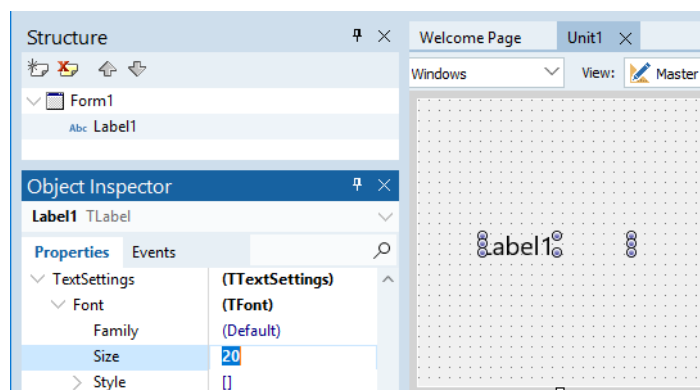 Structure
Form1
Abc Label1
Object Inspector
Label1 TLabel
Properties Events
TextSettings (TTextSettings)
Font (TFont)
Family (Default)
Size 20
Style []
Welcome Page Unit1
Windows View: Master
Label1